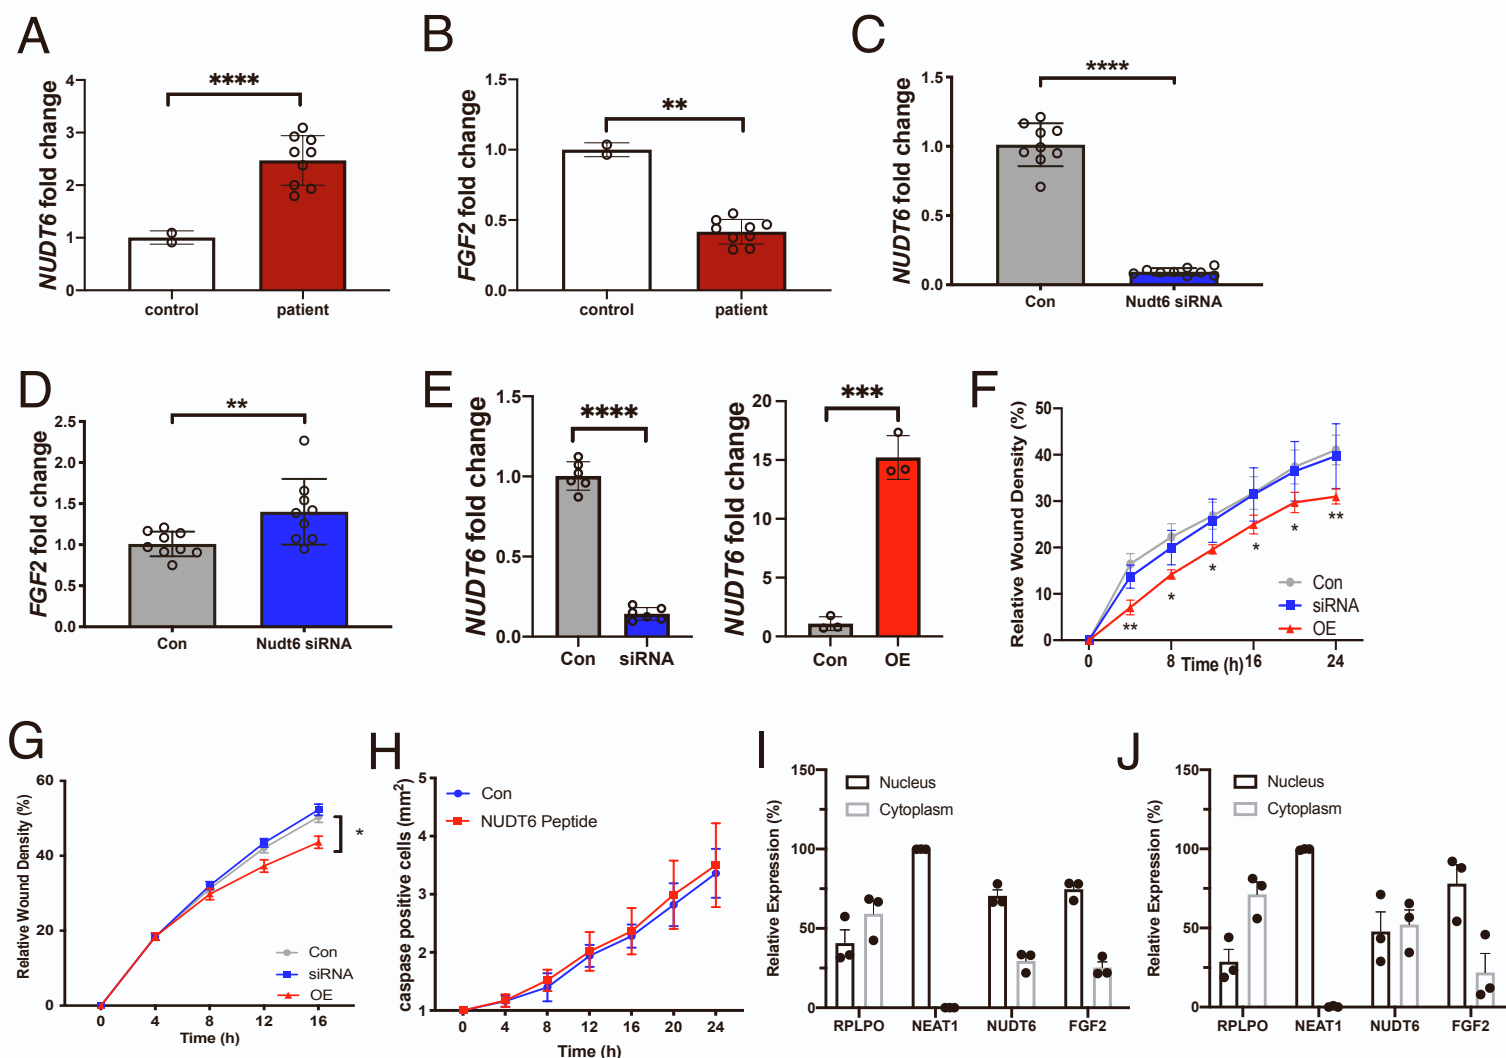 A
NUDT6 fold change
4
3
2
1
0
****
control
patient
B
FGF2 fold change
1.5
1.0
0.5
0.0
**
control
patient
C
NUDT6 fold change
1.5
1.0
0.5
0.0
****
Con
Nudt6 siRNA
D
FGF2 fold change
2.5
2.0
1.5
1.0
0.5
0.0
**
Con
Nudt6 siRNA
E
NUDT6 fold change
1.5
1.0
0.5
0.0
****
Con
siRNA
NUDT6 fold change
20
15
10
5
0
***
Con
OE
F
Relative Wound Density (%)
50
40
30
20
10
0
**
*
*
*
*
**
Con
siRNA
OE
0
8
16
24
Time (h)
G
Relative Wound Density (%)
60
40
20
0
*
Con
siRNA
OE
0
4
8
12
16
Time (h)
H
caspase positive cells (mm²)
5
4
3
2
1
Con
NUDT6 Peptide
0
4
8
12
16
20
24
Time (h)
I
Relative Expression (%)
150
100
50
0
Nucleus
Cytoplasm
RPLPO
NEAT1
NUDT6
FGF2
J
Relative Expression (%)
150
100
50
0
Nucleus
Cytoplasm
RPLPO
NEAT1
NUDT6
FGF2